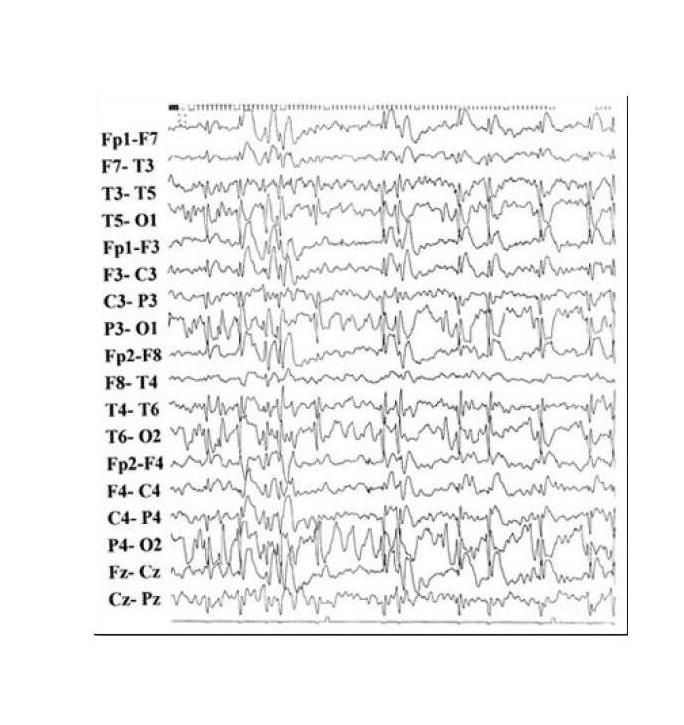 Fp1-F7
F7- T3
T3- T5
T5- O1
Fp1-F3
F3- C3
C3- P3
P3- O1
Fp2-F8
F8- T4
T4- T6
T6- O2
Fp2-F4
F4- C4
C4- P4
P4- O2
Fz- Cz
Cz- Pz